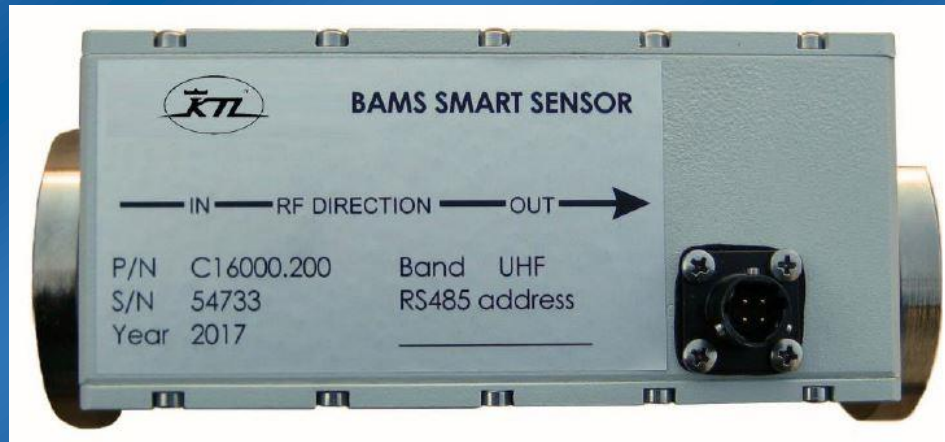 KTL
BAMS SMART SENSOR
IN RF DIRECTION OUT
P/N C16000.200 Band UHF
S/N 54733 RS485 address
Year 2017